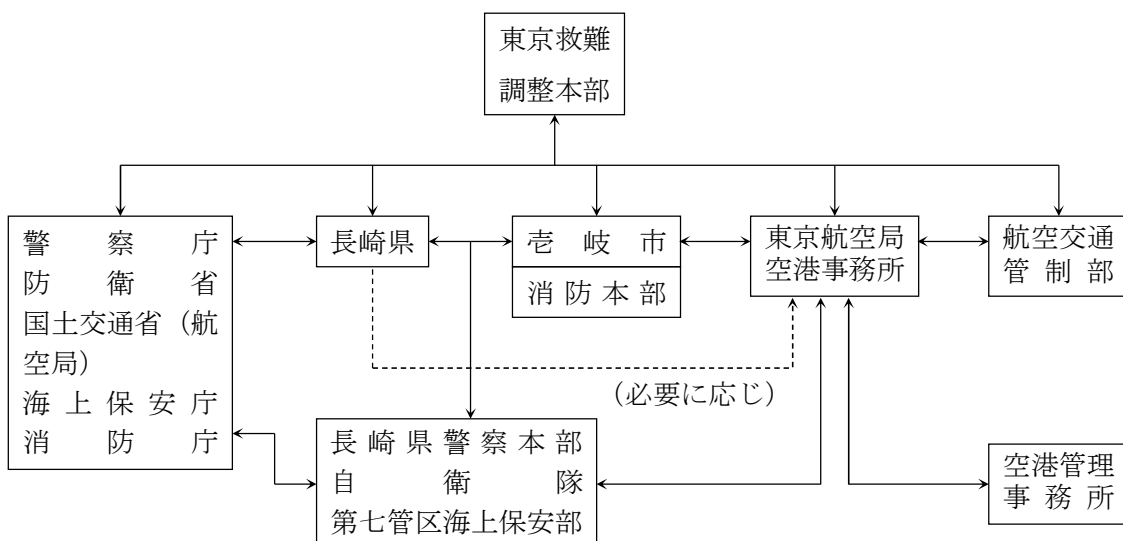 東京救難
調整本部
警察庁
防衛省
国土交通省（航
空局）
海上保安庁
消防庁
長崎県
壱岐市
消防本部
東京航空局
空港事務所
航空交通
管制部
（必要に応じ）
長崎県警察本部
自衛隊
第七管区海上保安部
空港管理
事務所